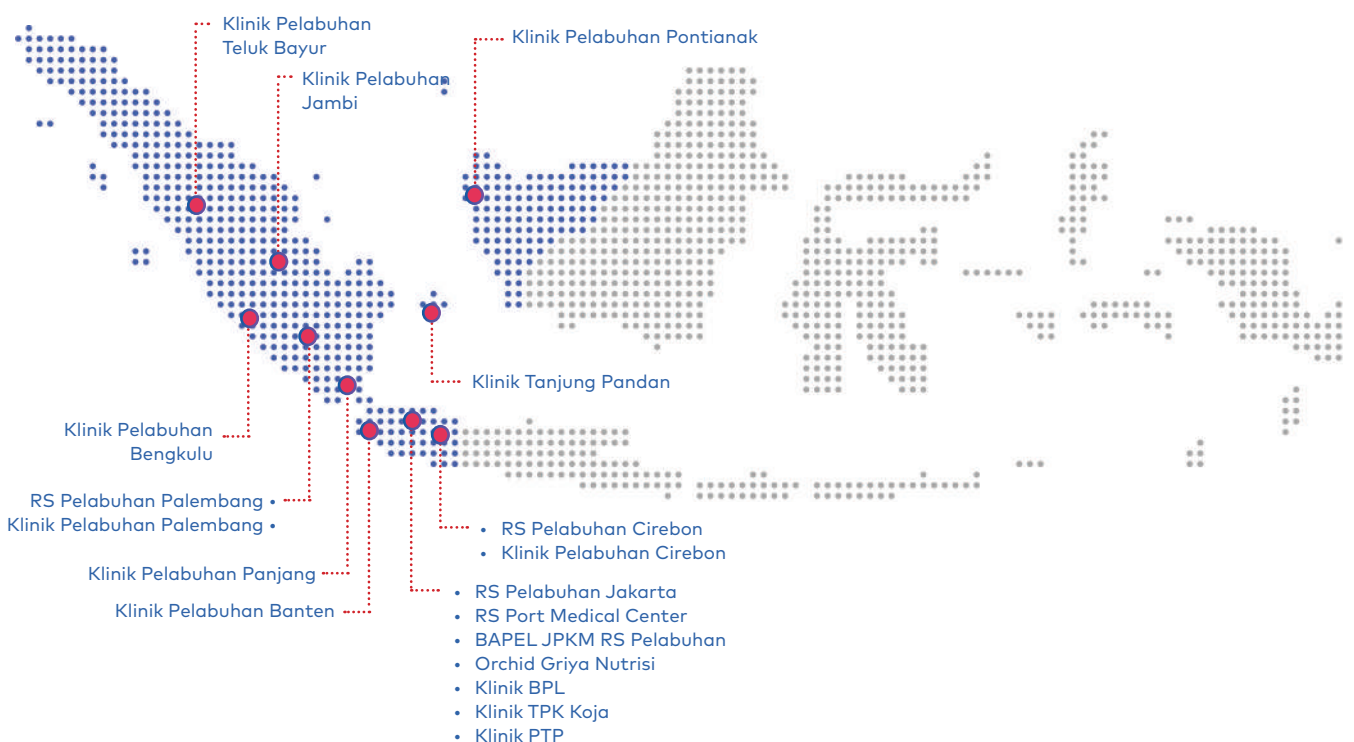 Klinik Pelabuhan
Teluk Bayur
Klinik Pelabuhan
Jambi
Klinik Pelabuhan Pontianak
Klinik Tanjung Pandan
Klinik Pelabuhan
Bengkulu
RS Pelabuhan Palembang •
Klinik Pelabuhan Palembang •
Klinik Pelabuhan Panjang
Klinik Pelabuhan Banten
• RS Pelabuhan Cirebon
• Klinik Pelabuhan Cirebon
• RS Pelabuhan Jakarta
• RS Port Medical Center
• BAPEL JPKM RS Pelabuhan
• Orchid Griya Nutrisi
• Klinik BPL
• Klinik TPK Koja
• Klinik PTP